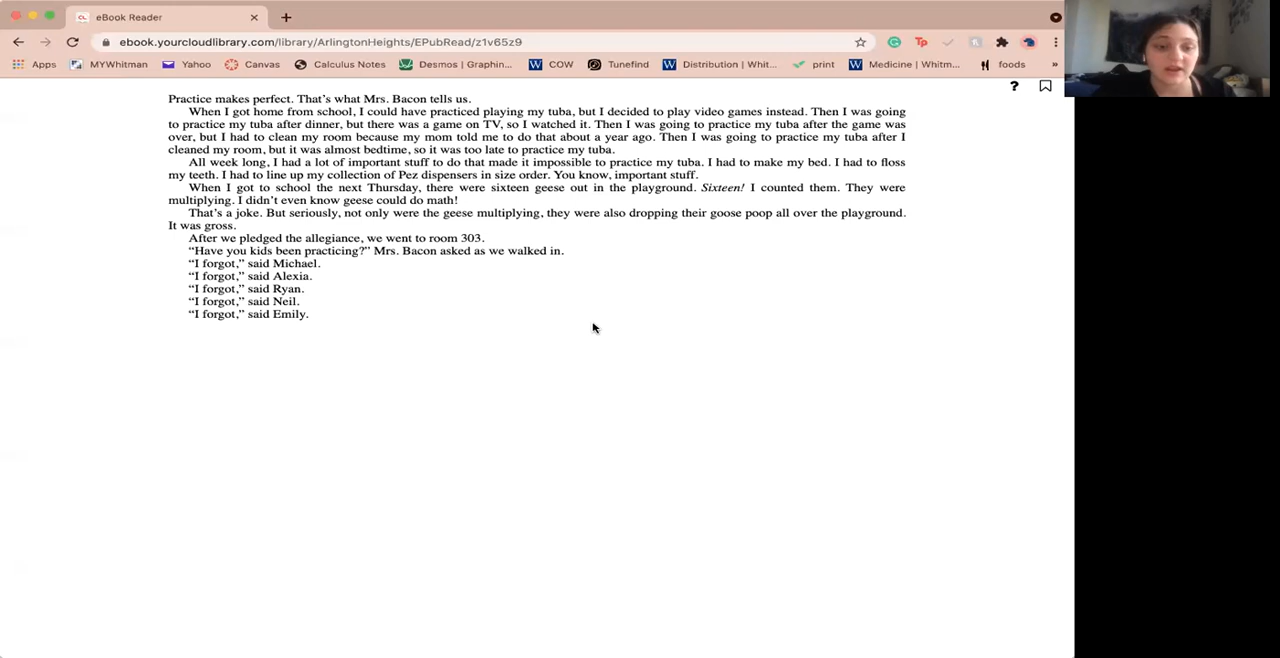 eBook Reader
ebook.yourcloudlibrary.com/library/ArlingtonHeights/EPubRead/z1v65z9
Apps MYWhitman Yahoo Canvas Calculus Notes Desmos | Graphin... COW Tunefind Distribution | Whit... print Medicine | Whitm... foods »
?
Practice makes perfect. That’s what Mrs. Bacon tells us.
When I got home from school, I could have practiced playing my tuba, but I decided to play video games instead. Then I was going
to practice my tuba after dinner, but there was a game on TV, so I watched it. Then I was going to practice my tuba after the game was
over, but I had to clean my room because my mom told me to do that about a year ago. Then I was going to practice my tuba after I
cleaned my room, but it was almost bedtime, so it was too late to practice my tuba.
All week long, I had a lot of important stuff to do that made it impossible to practice my tuba. I had to make my bed. I had to floss
my teeth. I had to line up my collection of Pez dispensers in size order. You know, important stuff.
When I got to school the next Thursday, there were sixteen geese out in the playground. Sixteen! I counted them. They were
multiplying. I didn’t even know geese could do math!
That’s a joke. But seriously, not only were the geese multiplying, they were also dropping their goose poop all over the playground.
It was gross.
After we pledged the allegiance, we went to room 303.
“Have you kids been practicing?” Mrs. Bacon asked as we walked in.
“I forgot,” said Michael.
“I forgot,” said Alexia.
“I forgot,” said Ryan.
“I forgot,” said Neil.
“I forgot,” said Emily.